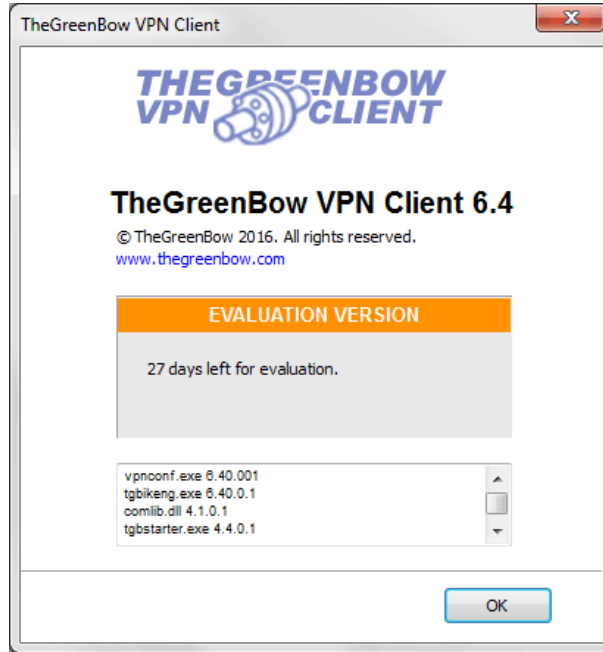 TheGreenBow VPN Client
THEGREENBOW
VPN CLIENT
TheGreenBow VPN Client 6.4
© TheGreenBow 2016. All rights reserved.
www.thegreenbow.com
EVALUATION VERSION
27 days left for evaluation.
vpnconf.exe 6.40.001
tgbikeng.exe 6.40.0.1
comlib.dll 4.1.0.1
tgbstarter.exe 4.4.0.1
OK